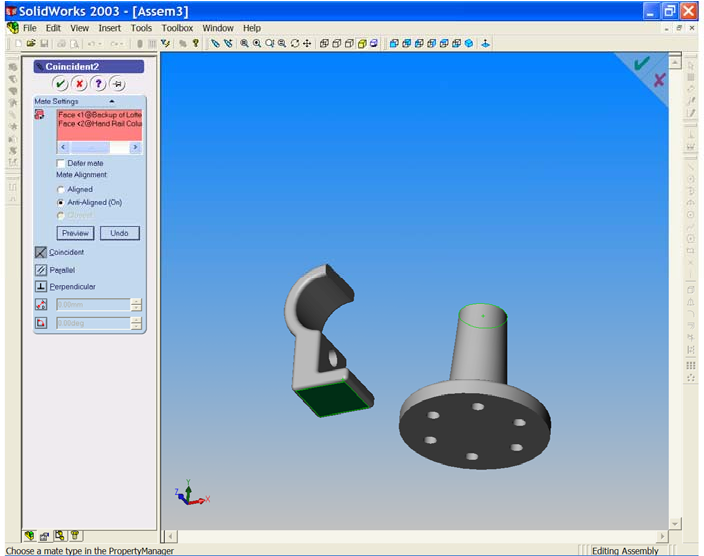 SolidWorks 2003 - [Assem3]
File Edit View Insert Tools Toolbox Window Help
Coincident2
Mate Settings
Face <1@Backup of Lotte
Face <2@Hand Rail Colu
Defer mate
Mate Alignment
Aligned
Anti-Aligned (On)
Preview Undo
Coincident
Parallel
Perpendicular
0.00mm
0.00deg
Y
Z X
Choose a mate type in the PropertyManager Editing Assembly